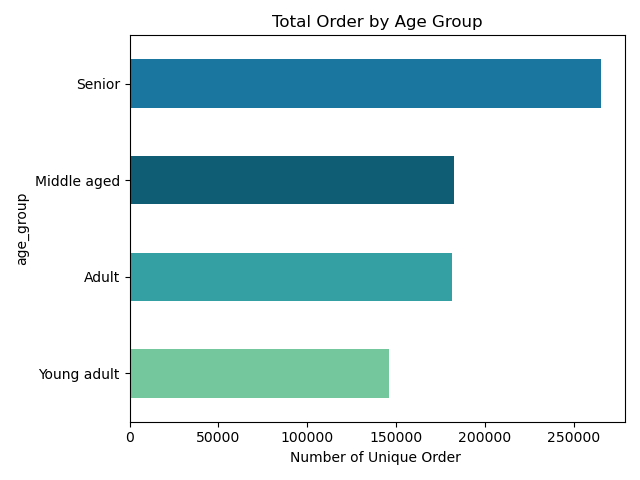 Total Order by Age Group
Senior
Middle aged
Adult
Young adult
age_group
0 50000 100000 150000 200000 250000
Number of Unique Order